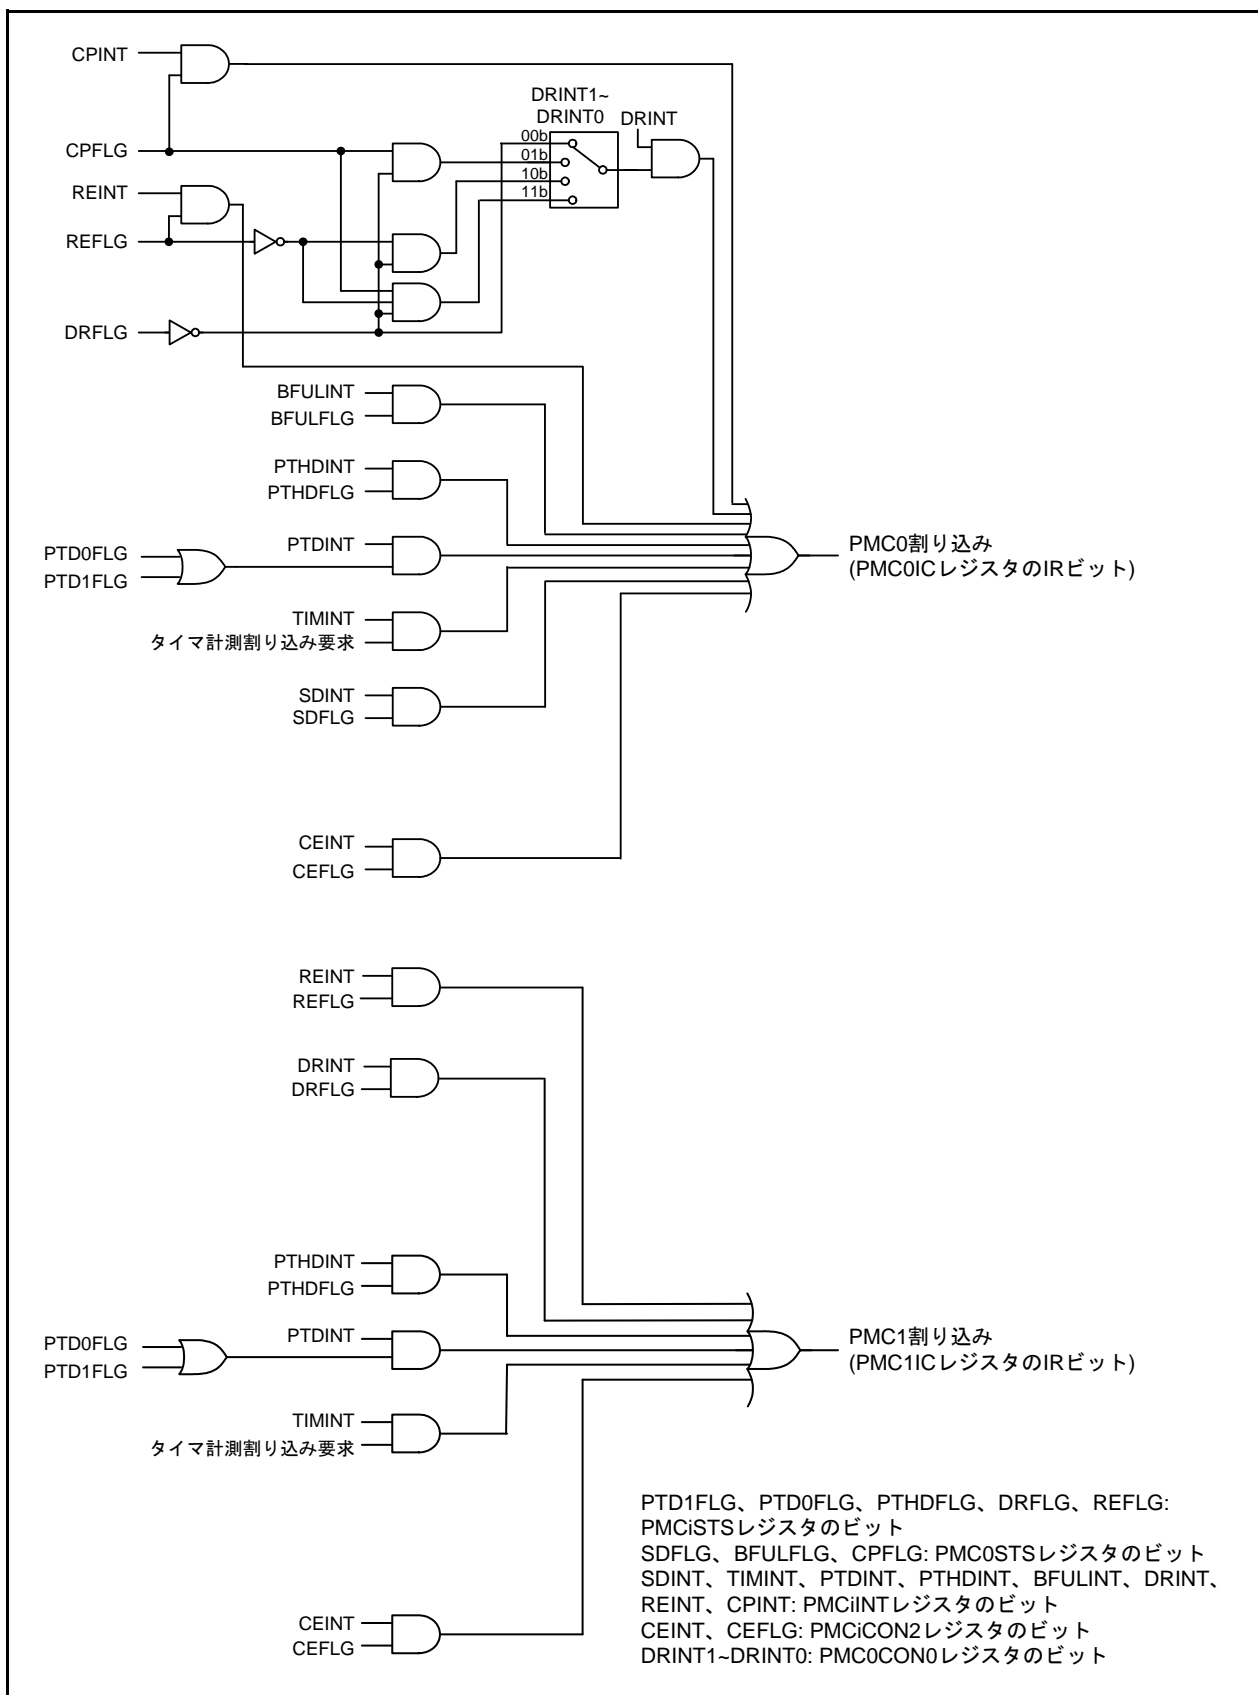 CPINT
DRINT1~
DRINT0
DRINT
00b
CPFLG
01b
10b
REINT
11b
REFLG
DRFLG
BFULINT
BFULFLG
PTHDINT
PTHDFLG
PTD0FLG
PTDINT
PTD1FLG
PMC0割り込み
(PMC0ICレジスタのIRビット)
TIMINT
タイマ計測割り込み要求
SDINT
SDFLG
CEINT
CEFLG
REINT
REFLG
DRINT
DRFLG
PTHDINT
PTHDFLG
PTD0FLG
PTDINT
PTD1FLG
PMC1割り込み
(PMC1ICレジスタのIRビット)
TIMINT
タイマ計測割り込み要求
CEINT
CEFLG
PTD1FLG、PTD0FLG、PTHDFLG、DRFLG、REFLG:
PMCiSTSレジスタのビット
SDFLG、BFULFLG、CPFLG: PMC0STSレジスタのビット
SDINT、TIMINT、PTDINT、PTHDINT、BFULINT、DRINT、
REINT、CPINT: PMCiINTレジスタのビット
CEINT、CEFLG: PMCiCON2レジスタのビット
DRINT1~DRINT0: PMC0CON0レジスタのビット